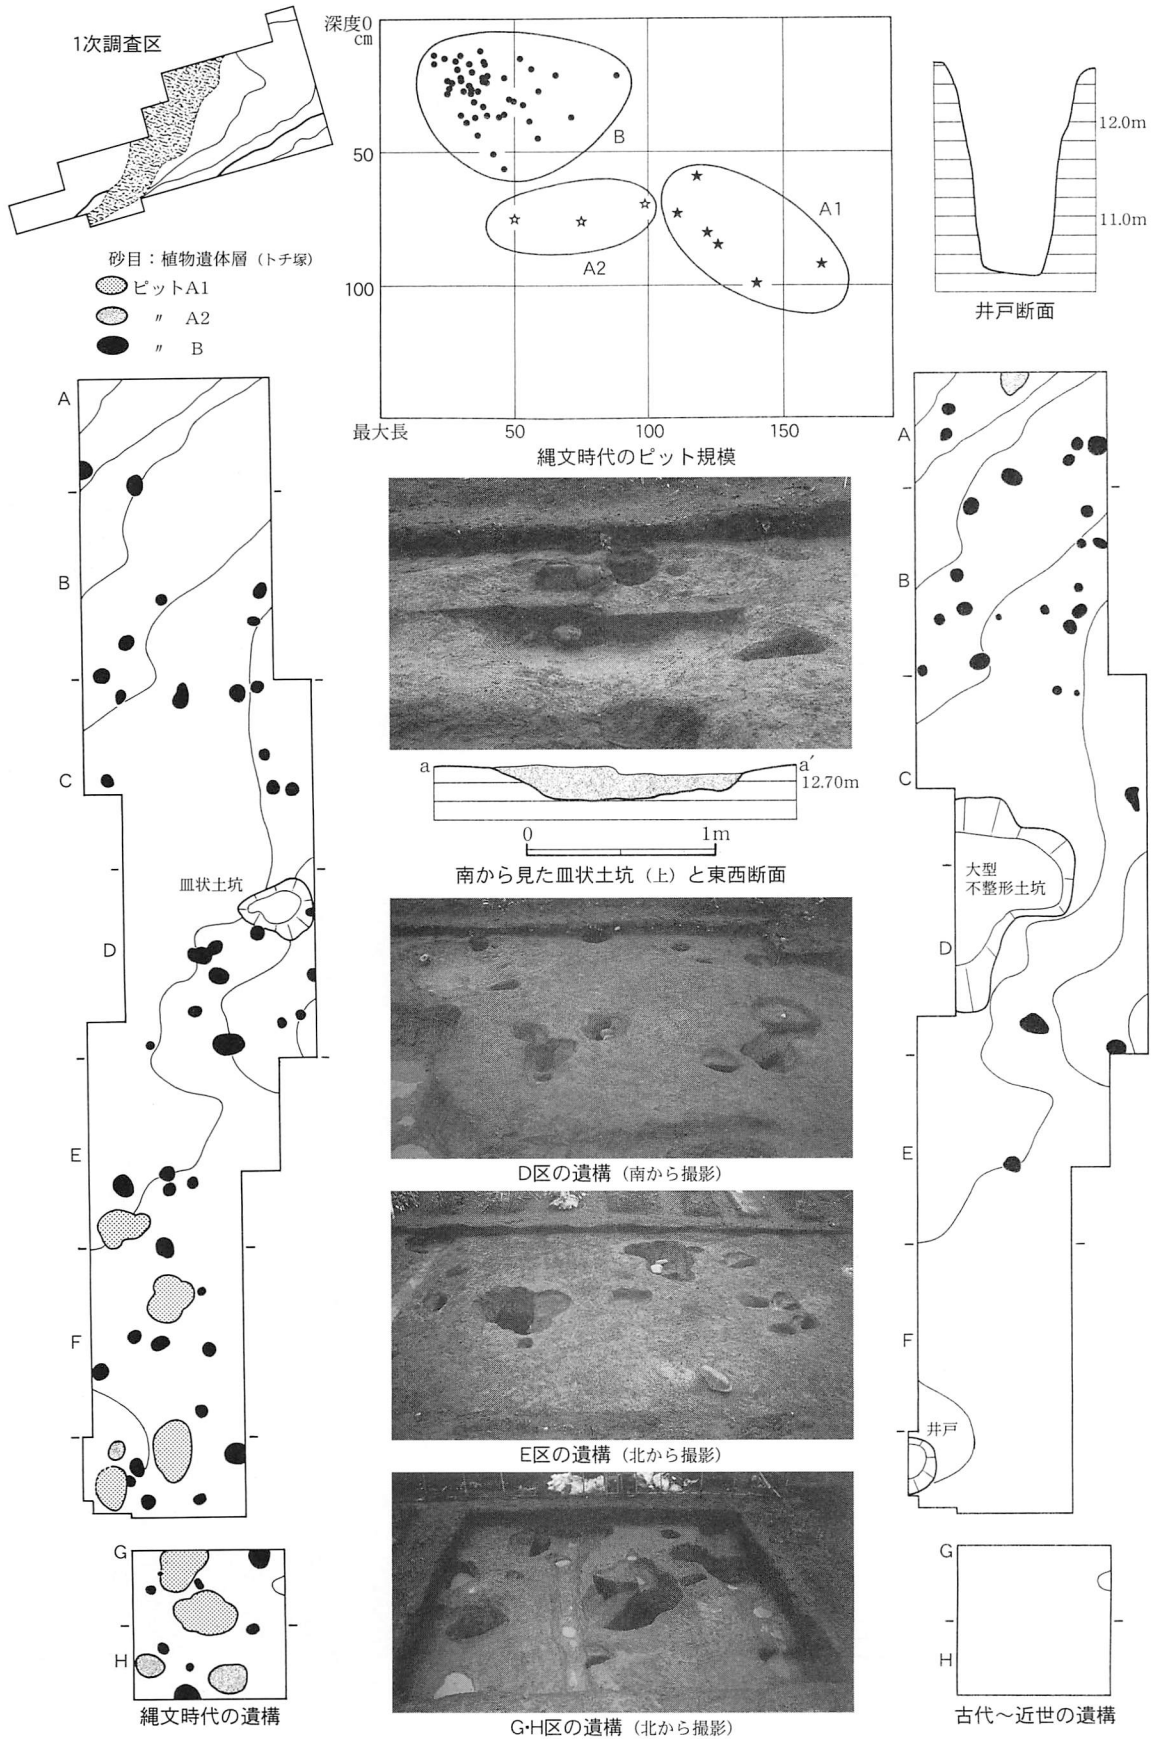 1次調査区
砂目：植物遺体層（トチ塚）
ピットA1
〃 A2
〃 B
深度0
cm
50
100
B
A2
A1
最大長
50
100
150
縄文時代のピット規模
12.0m
11.0m
井戸断面
A
B
C
D
E
F
G
H
皿状土坑
縄文時代の遺構
a
a′
12.70m
0
1m
南から見た皿状土坑（上）と東西断面
D区の遺構（南から撮影）
E区の遺構（北から撮影）
G・H区の遺構（北から撮影）
A
B
C
大型
不整形土坑
D
E
F
井戸
G
H
古代～近世の遺構